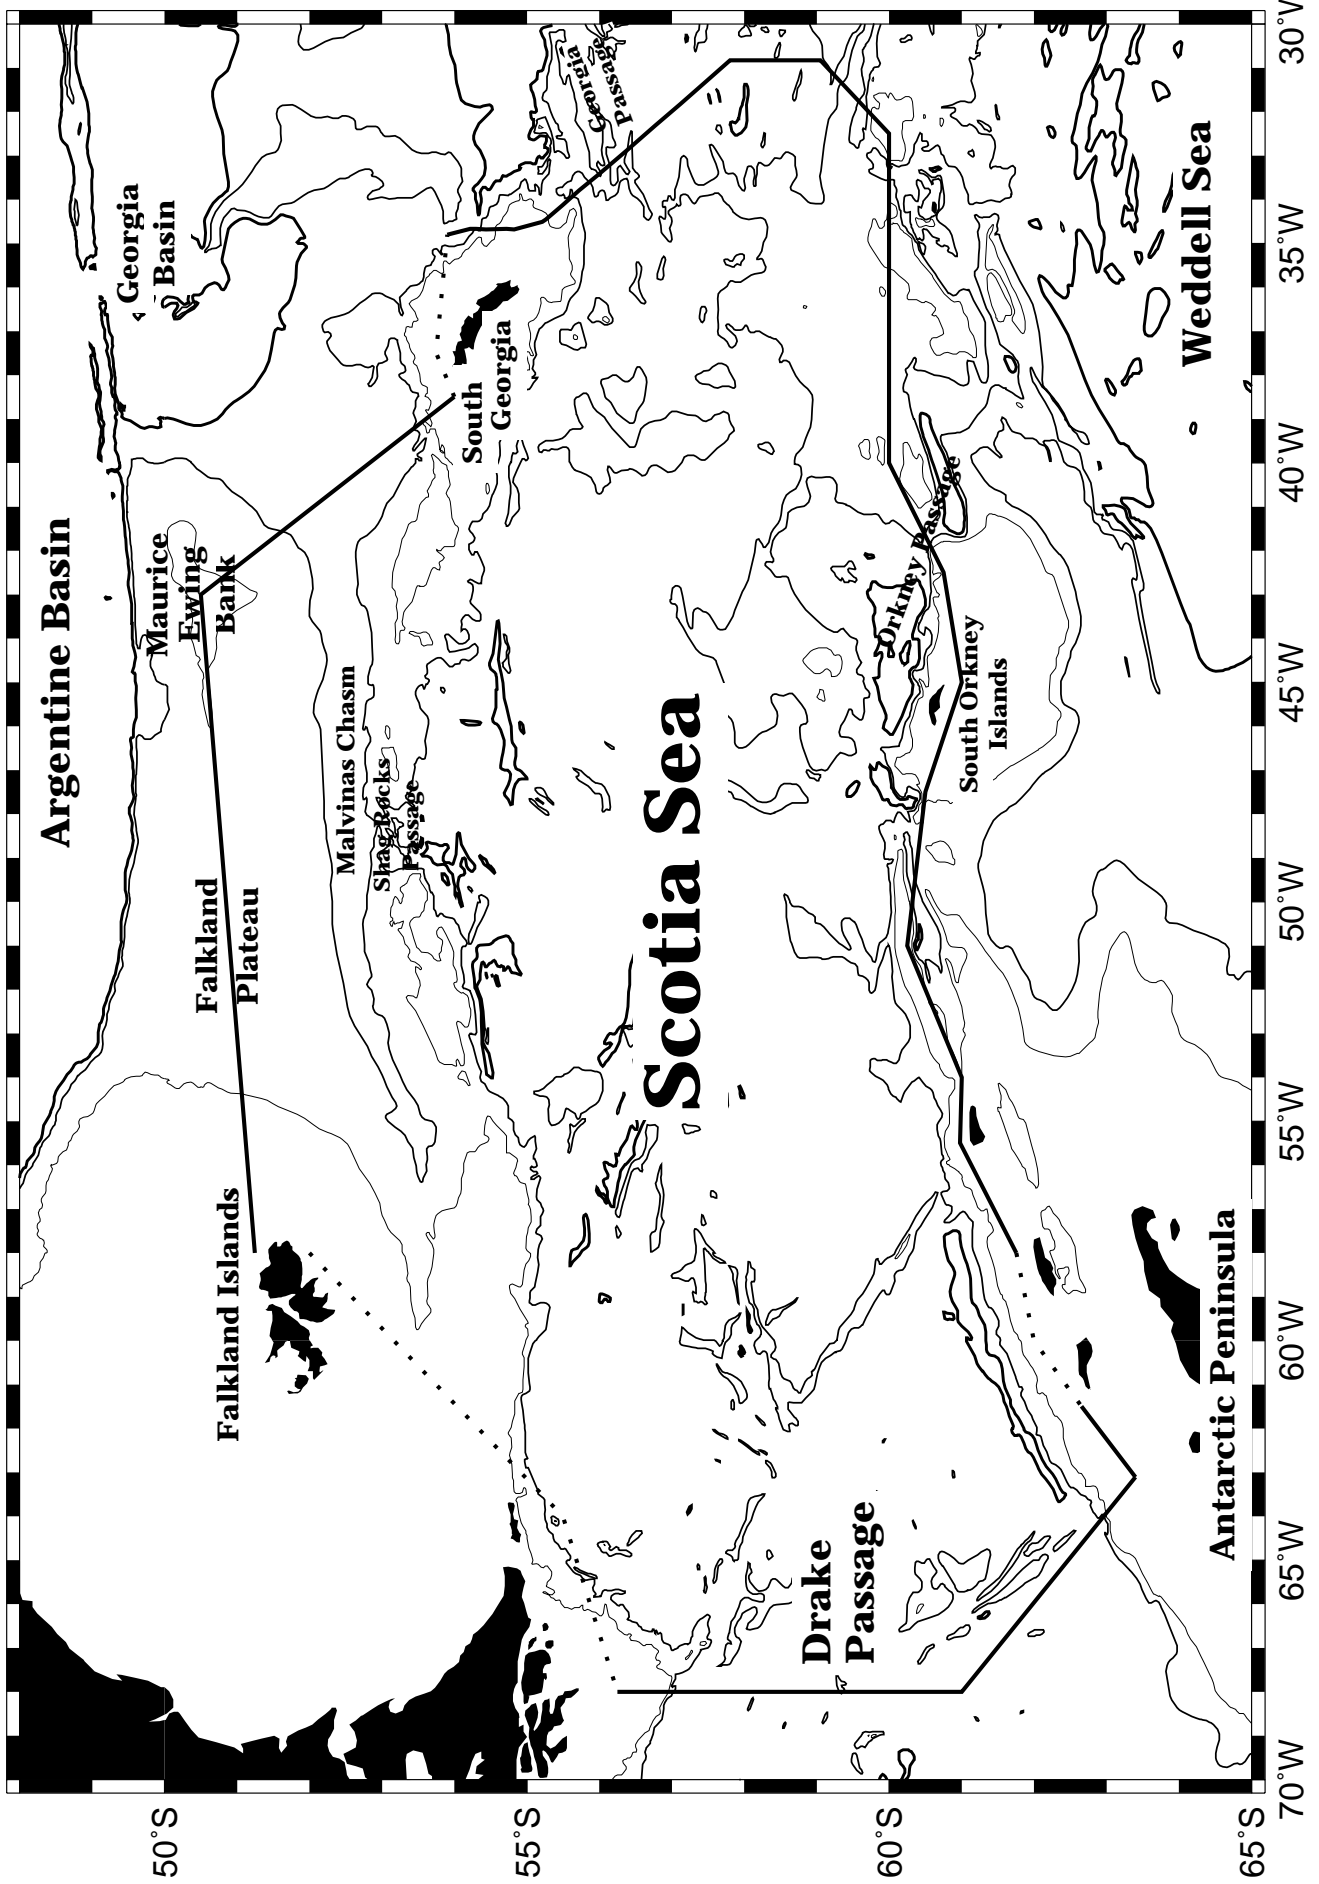 Argentine Basin
Georgia
Basin
Maurice
Ewing
Bank
Falkland
Plateau
Falkland Islands
Malvinas Chasm
Shag Rocks
Passage
South
Georgia
Georgia
Passage
Scotia Sea
Drake
Passage
Orkney Passage
South Orkney
Islands
Weddell Sea
Antarctic Peninsula
70˚W
65˚W
60˚W
55˚W
50˚W
45˚W
40˚W
35˚W
30˚W
50˚S
55˚S
60˚S
65˚S